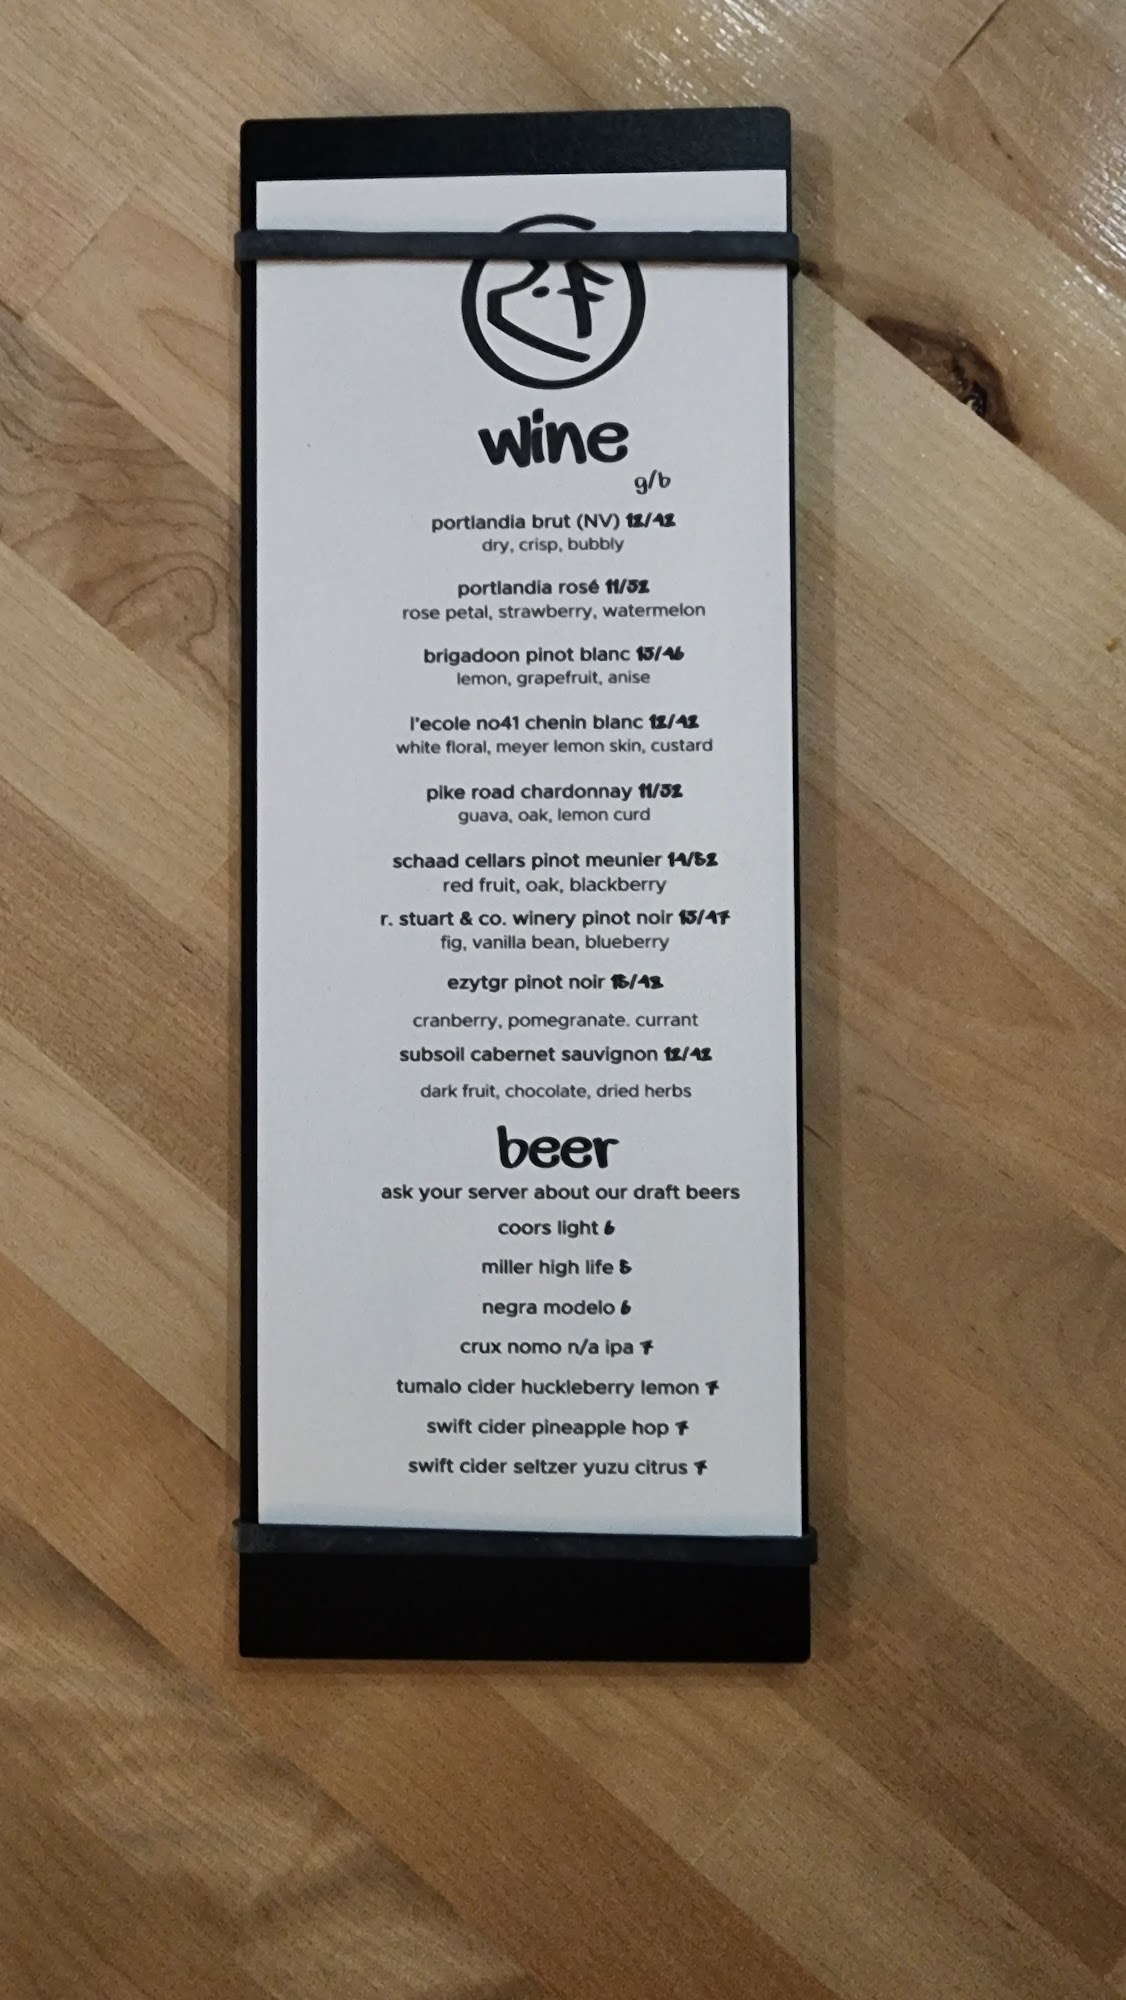 r.f
wine
g/b
portlandia brut (NV) 12/42
dry, crisp, bubbly
portlandia rosé 11/32
rose petal, strawberry, watermelon
brigadoon pinot blanc 13/46
lemon, grapefruit, anise
l'ecole no41 chenin blanc 12/42
white floral, meyer lemon skin, custard
pike road chardonnay 11/32
guava, oak, lemon curd
schaad cellars pinot meunier 14/52
red fruit, oak, blackberry
r. stuart & co. winery pinot noir 13/47
fig, vanilla bean, blueberry
ezytgr pinot noir 15/48
cranberry, pomegranate. currant
subsoil cabernet sauvignon 12/42
dark fruit, chocolate, dried herbs
beer
ask your server about our draft beers
coors light 6
miller high life 5
negra modelo 6
crux nomo n/a ipa 7
tumalo cider huckleberry lemon 7
swift cider pineapple hop 7
swift cider seltzer yuzu citrus 7